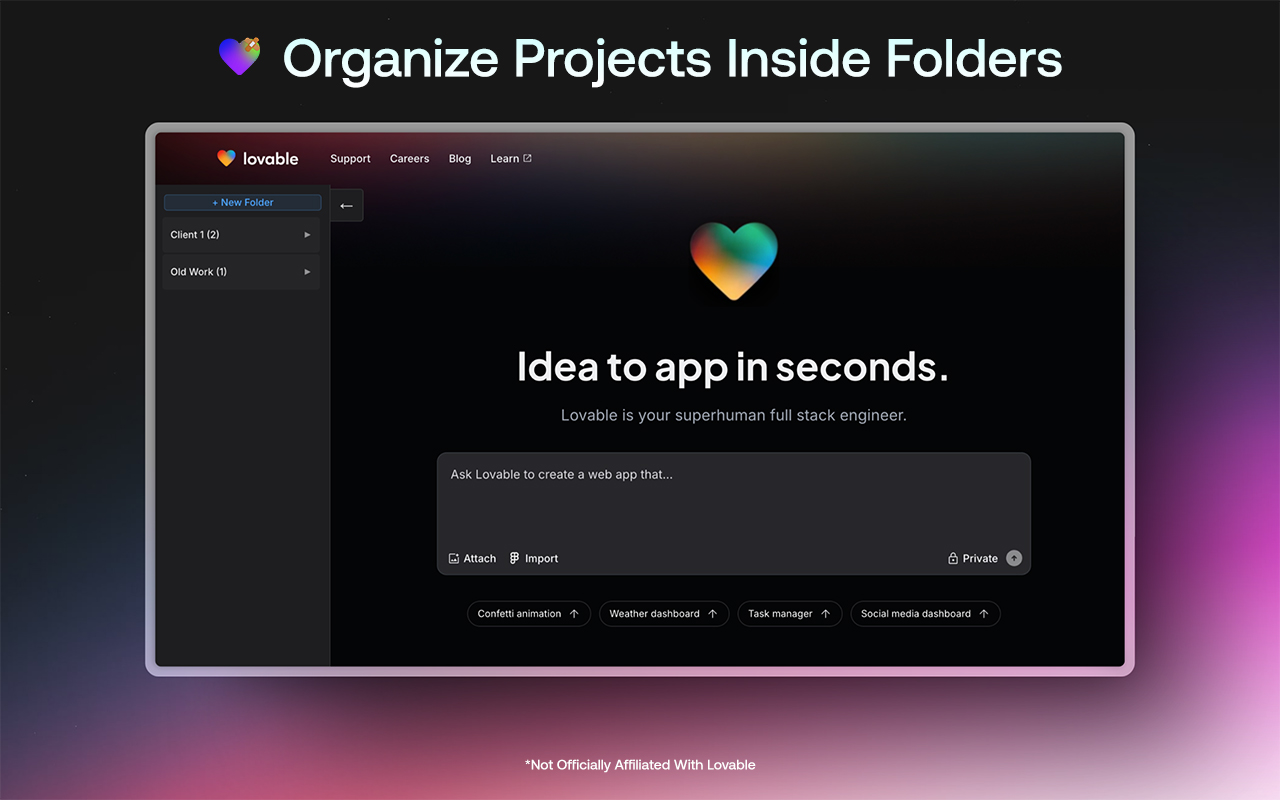 Organize Projects Inside Folders
lovable
Support
Careers
Blog
Learn
+ New Folder
Client 1 (2)
Old Work (1)
Idea to app in seconds.
Lovable is your superhuman full stack engineer.
Ask Lovable to create a web app that...
Attach
Import
Private
Confetti animation
Weather dashboard
Task manager
Social media dashboard
*Not Officially Affiliated With Lovable